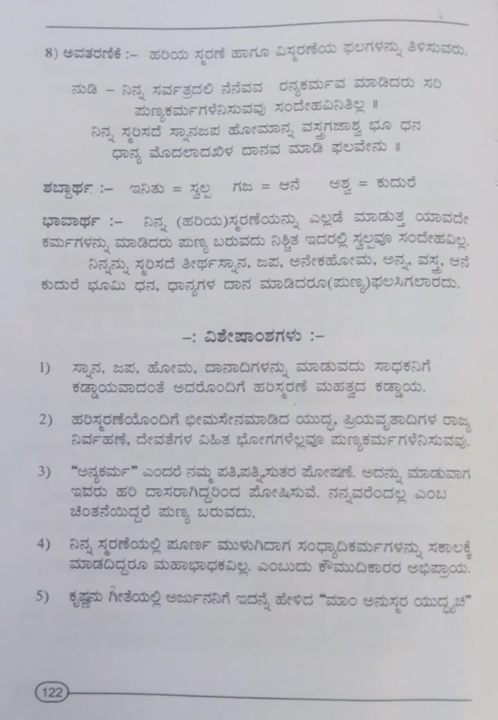 8) ಅವತರಣಿಕೆ :– ಹರಿಯ ಸ್ಮರಣೆ ಹಾಗೂ ವಿಸ್ಮರಣೆಯ ಫಲಗಳನ್ನು ತಿಳಿಸುವರು.
ನುಡಿ – ನಿನ್ನ ಸರ್ವತ್ರದಲಿ ನೆನೆವವ ರನ್ಯಕರ್ಮವ ಮಾಡಿದರು ಸರಿ
ಪುಣ್ಯಕರ್ಮಗಳೆನಿಸುವವು ಸಂದೇಹವಿನಿತಿಲ್ಲ ॥
ನಿನ್ನ ಸ್ಮರಿಸದೆ ಸ್ನಾನಜಪ ಹೋಮಾನ್ನ ವಸ್ತ್ರಗಜಾಶ್ವ ಭೂ ಧನ
ಧಾನ್ಯ ಮೊದಲಾದಖಿಳ ದಾನವ ಮಾಡಿ ಫಲವೇನು ॥
ಶಬ್ದಾರ್ಥ :– ಇನಿತು = ಸ್ವಲ್ಪ ಗಜ = ಆನೆ ಅಶ್ವ = ಕುದುರೆ
ಭಾವಾರ್ಥ :– ನಿನ್ನ (ಹರಿಯ)ಸ್ಮರಣೆಯನ್ನು ಎಲ್ಲಡೆ ಮಾಡುತ್ತ ಯಾವದೇ
ಕರ್ಮಗಳನ್ನು ಮಾಡಿದರು ಪುಣ್ಯ ಬರುವದು ನಿಶ್ಚಿತ ಇದರಲ್ಲಿ ಸ್ವಲ್ಪವೂ ಸಂದೇಹವಿಲ್ಲ.
ನಿನ್ನನ್ನು ಸ್ಮರಿಸದೆ ತೀರ್ಥಸ್ನಾನ, ಜಪ, ಅನೇಕಹೋಮ, ಅನ್ನ, ವಸ್ತ್ರ, ಆನೆ
ಕುದುರೆ ಭೂಮಿ ಧನ, ಧಾನ್ಯಗಳ ದಾನ ಮಾಡಿದರೂ(ಪುಣ್ಯ)ಫಲಸಿಗಲಾರದು.
–: ವಿಶೇಷಾಂಶಗಳು :–
1) ಸ್ನಾನ, ಜಪ, ಹೋಮ, ದಾನಾದಿಗಳನ್ನು ಮಾಡುವದು ಸಾಧಕನಿಗೆ
ಕಡ್ಡಾಯವಾದಂತೆ ಅದರೊಂದಿಗೆ ಹರಿಸ್ಮರಣೆ ಮಹತ್ವದ ಕಡ್ಡಾಯ.
2) ಹರಿಸ್ಮರಣೆಯೊಂದಿಗೆ ಭೀಮಸೇನಮಾಡಿದ ಯುದ್ಧ, ಪ್ರಿಯವೃತಾದಿಗಳ ರಾಜ್ಯ
ನಿರ್ವಹಣೆ, ದೇವತೆಗಳ ವಿಹಿತ ಭೋಗಗಳೆಲ್ಲವೂ ಪುಣ್ಯಕರ್ಮಗಳೆನಿಸುವವು.
3) "ಅನ್ಯಕರ್ಮ" ಎಂದರೆ ನಮ್ಮ ಪತಿ,ಪತ್ನಿ,ಸುತರ ಪೋಷಣೆ. ಅದನ್ನು ಮಾಡುವಾಗ
ಇವರು ಹರಿ ದಾಸರಾಗಿದ್ದರಿಂದ ಪೋಷಿಸುವೆ. ನನ್ನವರೆಂದಲ್ಲ ಎಂಬ
ಚಿಂತನೆಯಿದ್ದರೆ ಪುಣ್ಯ ಬರುವದು.
4) ನಿನ್ನ ಸ್ಮರಣೆಯಲ್ಲಿ ಪೂರ್ಣ ಮುಳುಗಿದಾಗ ಸಂಧ್ಯಾದಿಕರ್ಮಗಳನ್ನು ಸಕಾಲಕ್ಕೆ
ಮಾಡದಿದ್ದರೂ ಮಹಾಭಾಧಕವಿಲ್ಲ. ಎಂಬುದು ಕೌಮುದಿಕಾರರ ಅಭಿಪ್ರಾಯ.
5) ಕೃಷ್ಣನು ಗೀತೆಯಲ್ಲಿ ಅರ್ಜುನನಿಗೆ ಇದನ್ನೆ ಹೇಳಿದ "ಮಾಂ ಅನುಸ್ಮರ ಯುದ್ಧ್ಯಚ"
122